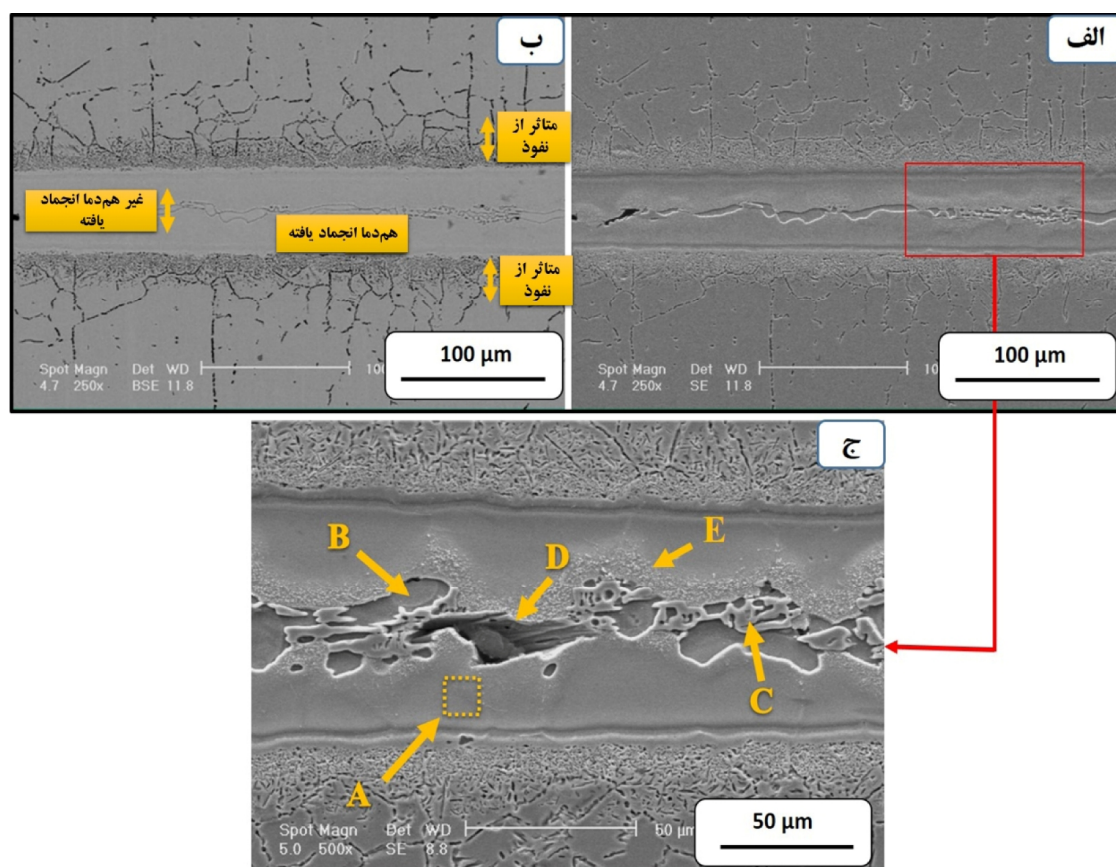 الف
100 µm
Spot Magn Det WD
4.7 250x SE 11.8
ب
متاثر از
نفوذ
غیر هم‌دما انجماد
یافته
هم‌دما انجماد یافته
متاثر از
نفوذ
100 µm
Spot Magn Det WD
4.7 250x BSE 11.8
ج
B
D
E
C
A
50 µm
Spot Magn Det WD
5.0 500x SE 8.8
50 µm